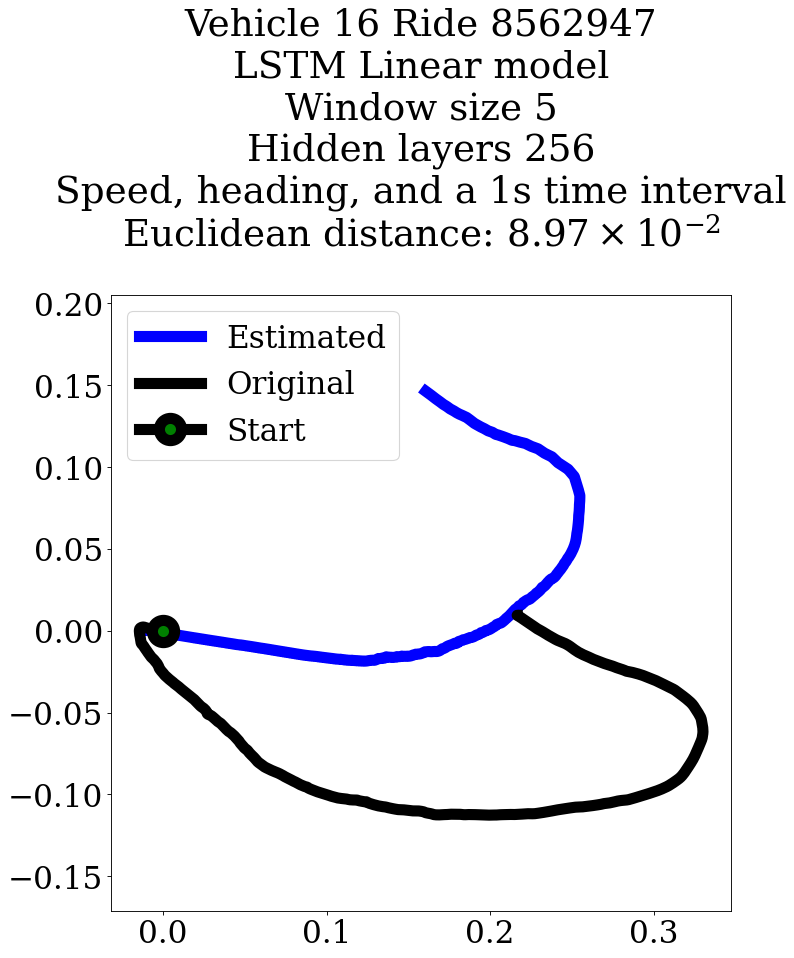 Vehicle 16 Ride 8562947
LSTM Linear model
Window size 5
Hidden layers 256
Speed, heading, and a 1s time interval
Euclidean distance: 8.97 × 10⁻²
Estimated
Original
Start
0.20
0.15
0.10
0.05
0.00
−0.05
−0.10
−0.15
0.0 0.1 0.2 0.3